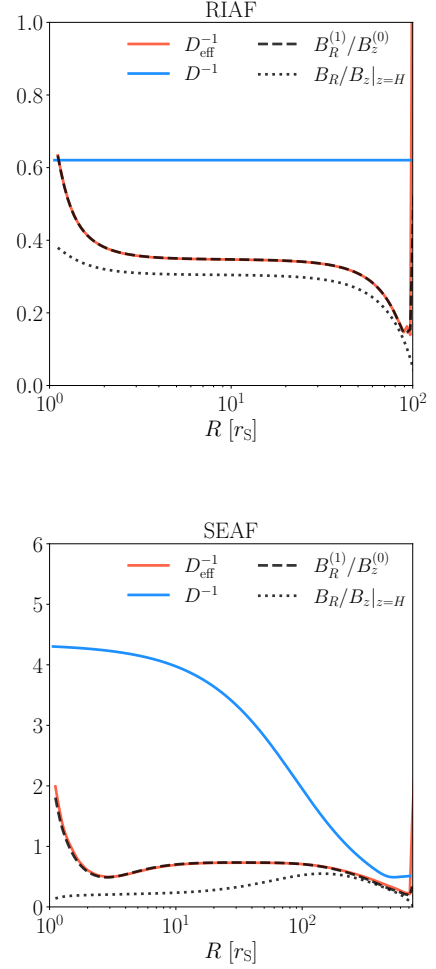 RIAF
1.0
D_eff^{-1}
B_R^{(1)}/B_z^{(0)}
D^{-1}
B_R/B_z|_{z=H}
0.8
0.6
0.4
0.2
0.0
10^0
10^1
10^2
R [r_S]
SEAF
6
D_eff^{-1}
B_R^{(1)}/B_z^{(0)}
D^{-1}
B_R/B_z|_{z=H}
5
4
3
2
1
0
10^0
10^1
10^2
R [r_S]